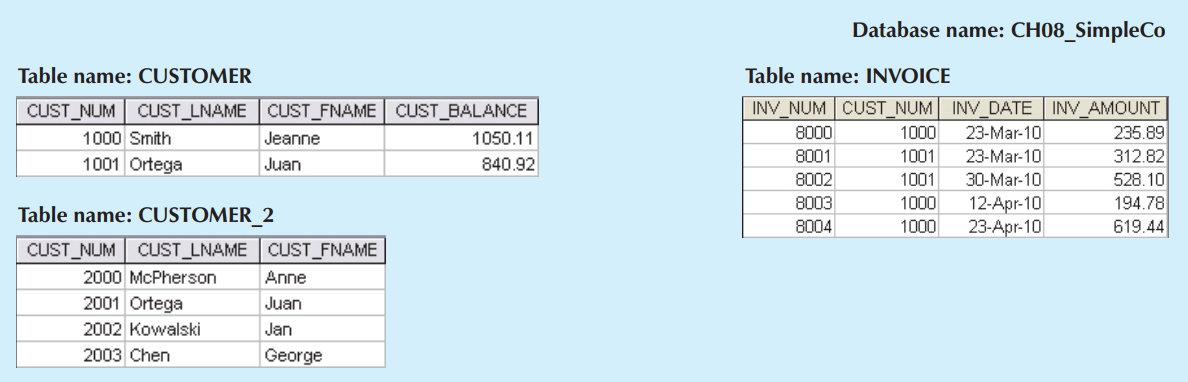 Database name: CH08_SimpleCo
Table name: CUSTOMER
CUST_NUM CUST_LNAME CUST_FNAME CUST_BALANCE
1000 Smith Jeanne 1050.11
1001 Ortega Juan 840.92
Table name: CUSTOMER_2
CUST_NUM CUST_LNAME CUST_FNAME
2000 McPherson Anne
2001 Ortega Juan
2002 Kowalski Jan
2003 Chen George
Table name: INVOICE
INV_NUM CUST_NUM INV_DATE INV_AMOUNT
8000 1000 23-Mar-10 235.89
8001 1001 23-Mar-10 312.82
8002 1001 30-Mar-10 528.10
8003 1000 12-Apr-10 194.78
8004 1000 23-Apr-10 619.44